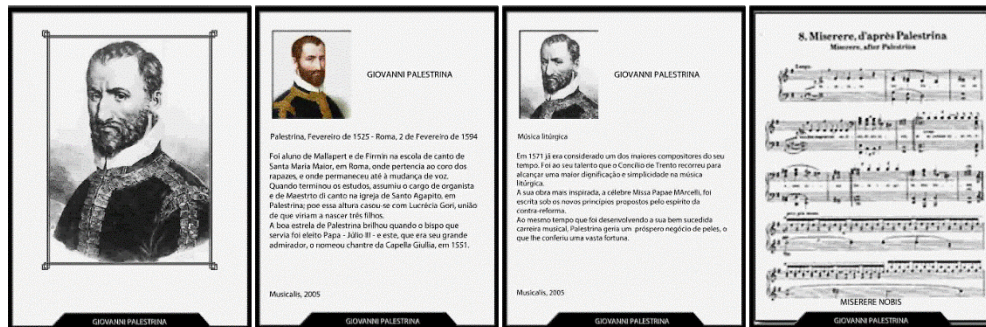 GIOVANNI PALESTRINA
GIOVANNI PALESTRINA
Palestrina, Fevereiro de 1525 - Roma, 2 de Fevereiro de 1594
Foi aluno de Mallapert e de Firmin na escola de canto de
Santa Maria Maior, em Roma, onde pertencia ao coro dos
rapazes, e onde permaneceu até à mudança de voz.
Quando terminou os estudos, assumiu o cargo de organista
e de Maestrto di canto na igreja de Santo Agapito, em
Palestrina; poe essa altura casou-se com Lucrécia Gori, união
de que viriam a nascer três filhos.
A boa estrela de Palestrina brilhou quando o bispo que
servia foi eleito Papa - Júlio III - e este, que era seu grande
admirador, o nomeou chantre da Capella Giullia, em 1551.
Musicalis, 2005
GIOVANNI PALESTRINA
GIOVANNI PALESTRINA
Música litúrgica
Em 1571 já era considerado um dos maiores compositores do seu
tempo. Foi ao seu talento que o Concílio de Trento recorreu para
alcançar uma maior dignificação e simplicidade na música
litúrgica.
A sua obra mais inspirada, a célebre Missa Papae MArcelli, foi
escrita sob os novos princípios propostos pelo espírito da
contra-reforma.
Ao mesmo tempo que foi desenvolvendo a sua bem sucedida
carreira musical, Palestrina geria um próspero negócio de peles, o
que lhe conferiu uma vasta fortuna.
Musicalis, 2005
GIOVANNI PALESTRINA
8. Miserere, d'après Palestrina
Miserere, after Palestrina
MISERERE NOBIS
GIOVANNI PALESTRINA